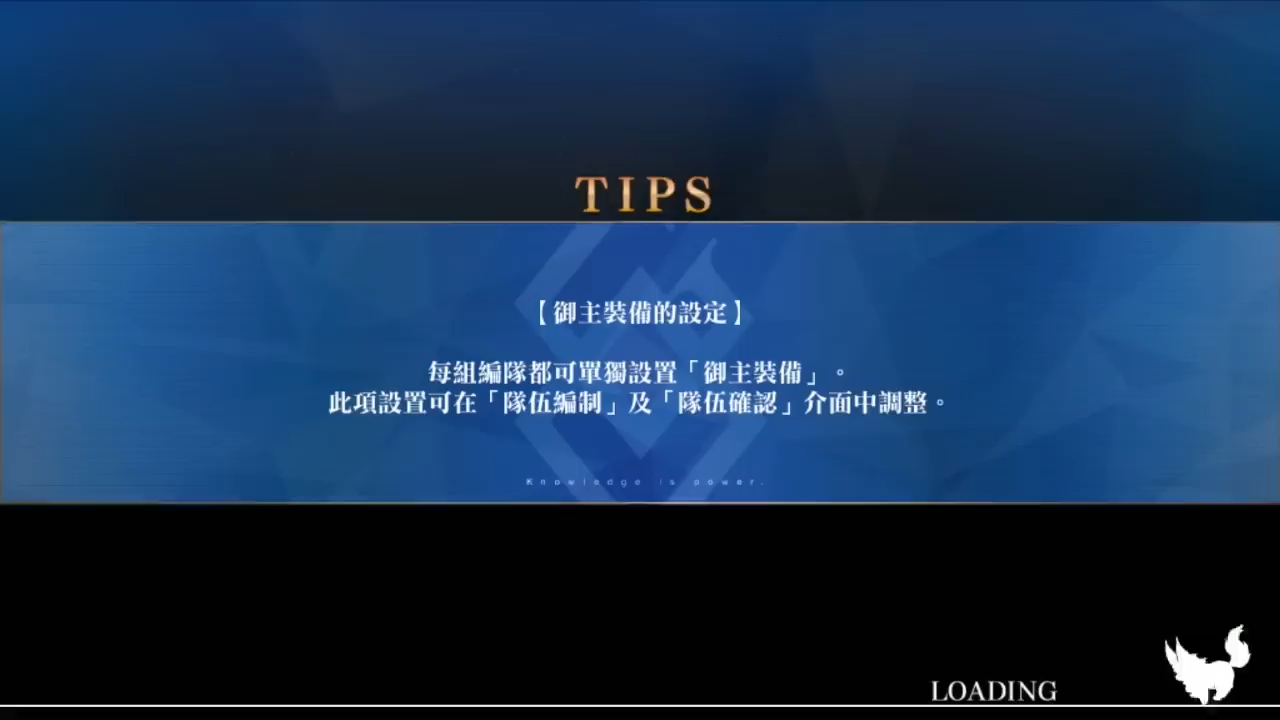 TIPS
【御主裝備的設定】
每組編隊都可單獨設置「御主裝備」。
此項設置可在「隊伍編制」及「隊伍確認」介面中調整。
Knowledge is power.
LOADING